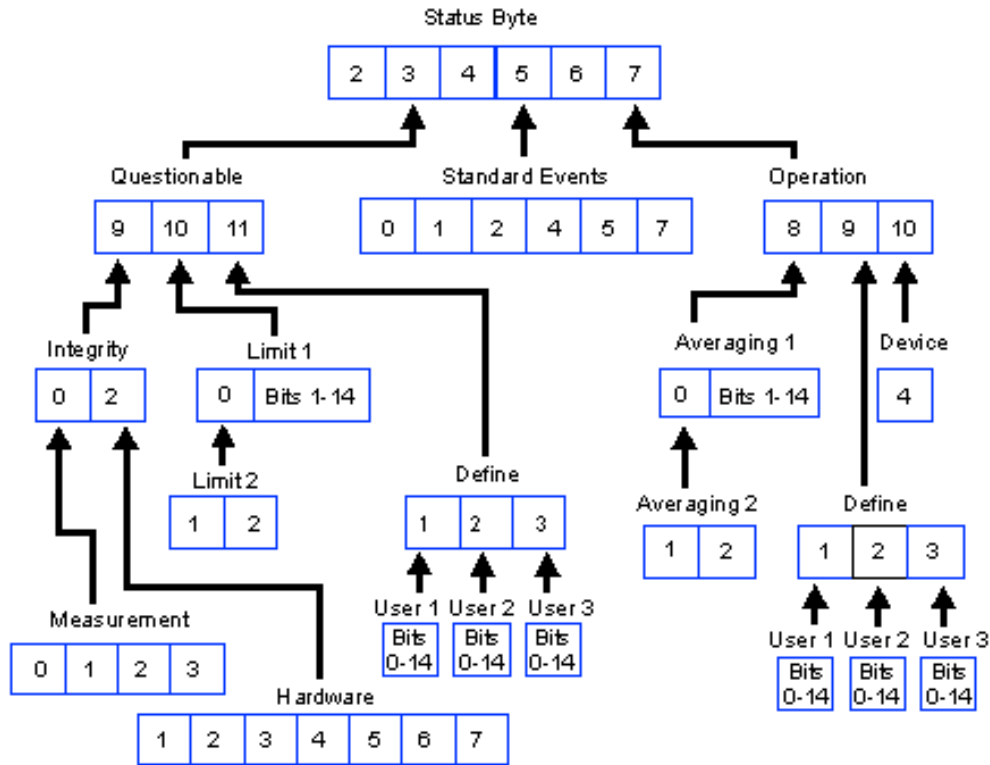 Status Byte
2 3 4 5 6 7
Questionable Standard Events Operation
9 10 11 0 1 2 4 5 7 8 9 10
Integrity Limit 1 Averaging 1 Device
0 2 0 Bits 1-14 0 Bits 1-14 4
Limit 2 Define Averaging 2 Define
1 2 1 2 3 1 2 1 2 3
Measurement User 1 User 2 User 3 User 1 User 2 User 3
0 1 2 3 Bits 0-14 Bits 0-14 Bits 0-14 Bits 0-14 Bits 0-14 Bits 0-14
Hardware
1 2 3 4 5 6 7